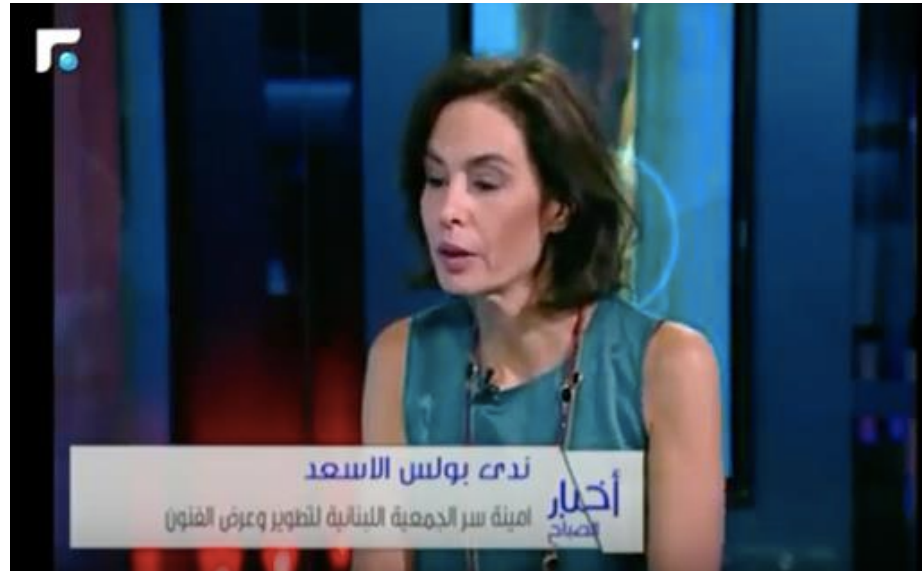 ندى بولس الاسعد
امينة سر الجمعية اللبنانية لتطوير وعرض الفنون
أخبار
الصباح